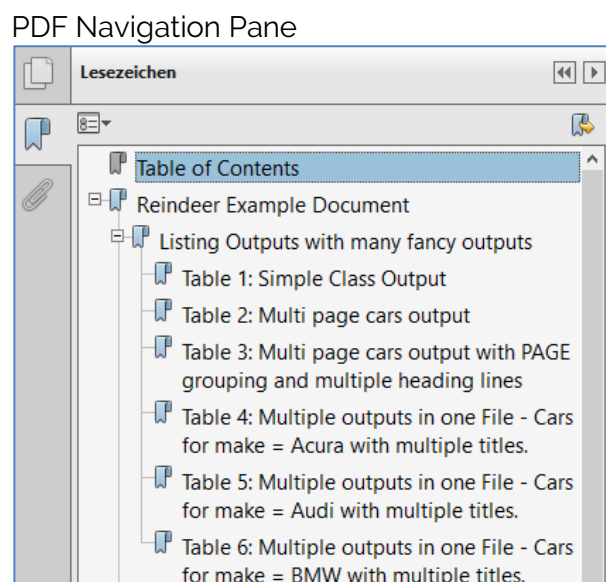 PDF Navigation Pane
Lesezeichen
Table of Contents
Reindeer Example Document
Listing Outputs with many fancy outputs
Table 1: Simple Class Output
Table 2: Multi page cars output
Table 3: Multi page cars output with PAGE
grouping and multiple heading lines
Table 4: Multiple outputs in one File - Cars
for make = Acura with multiple titles.
Table 5: Multiple outputs in one File - Cars
for make = Audi with multiple titles.
Table 6: Multiple outputs in one File - Cars
for make = BMW with multiple titles.